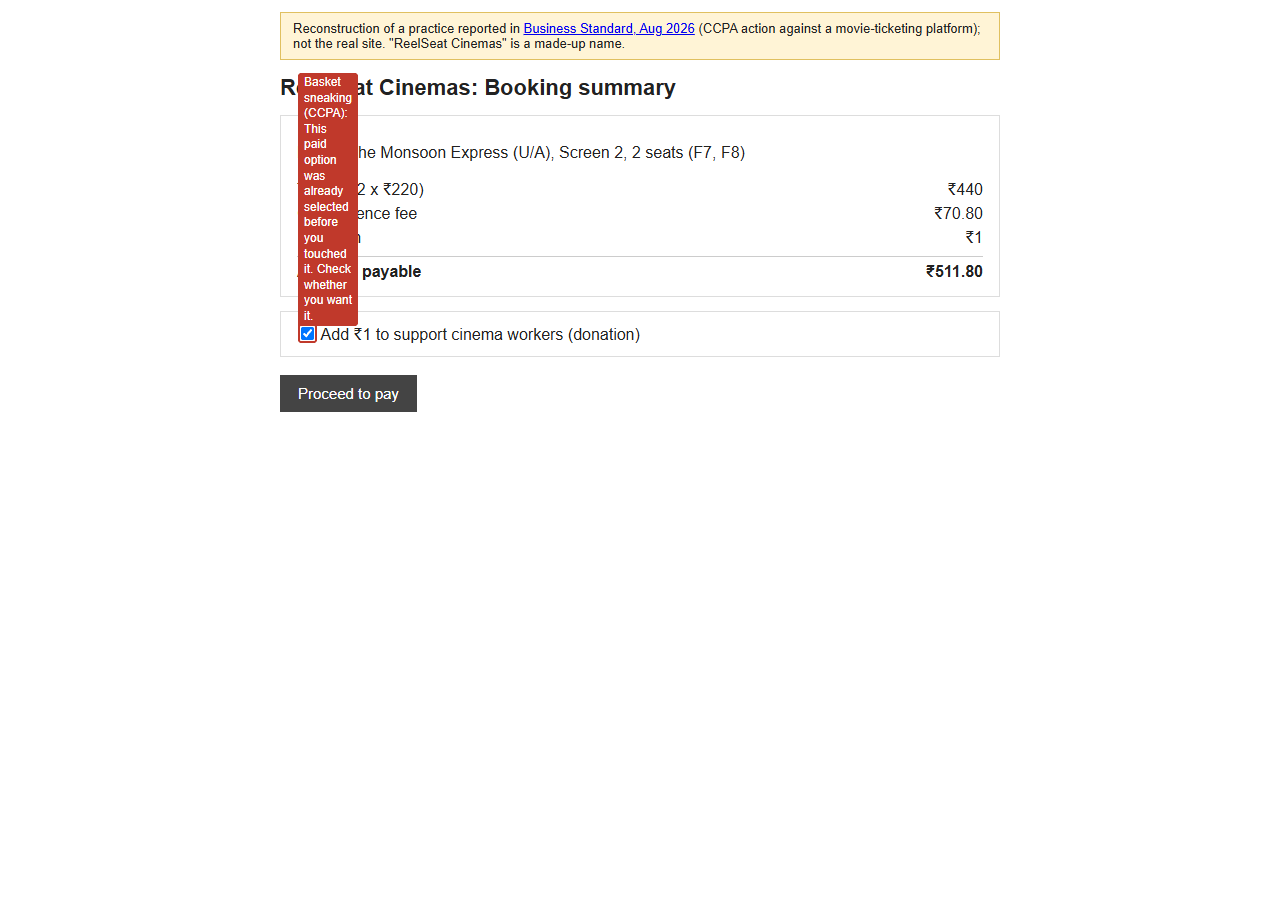 Reconstruction of a practice reported in Business Standard, Aug 2026 (CCPA action against a movie-ticketing platform);
not the real site. "ReelSeat Cinemas" is a made-up name.
at Cinemas: Booking summary
Basket
sneaking
(CCPA):
This
paid
option
was
already
selected
before
you
touched
it. Check
whether
you want
it.
he Monsoon Express (U/A), Screen 2, 2 seats (F7, F8)
2 x ₹220) ₹440
ence fee ₹70.80
₹1
payable ₹511.80
Add ₹1 to support cinema workers (donation)
Proceed to pay